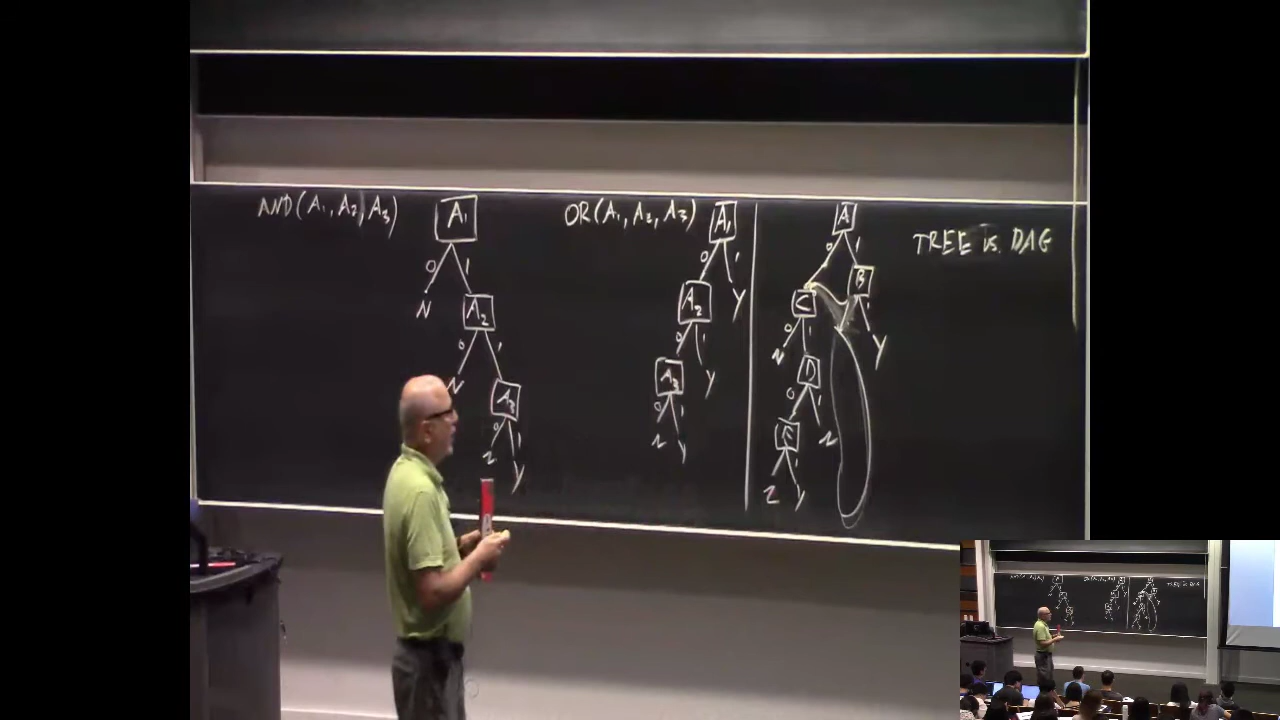 AND(A₁, A₂, A₃)
A₁
0 1
N
A₂
0 1
N
A₃
0 1
N
Y
OR(A₁, A₂, A₃)
A₁
0 1
A₂
Y
0 1
A₃
Y
0 1
N
Y
A
0 1
C
B
0 1
1
N
D
Y
0 1
E
N
0 1
N
Y
TREE vs. DAG